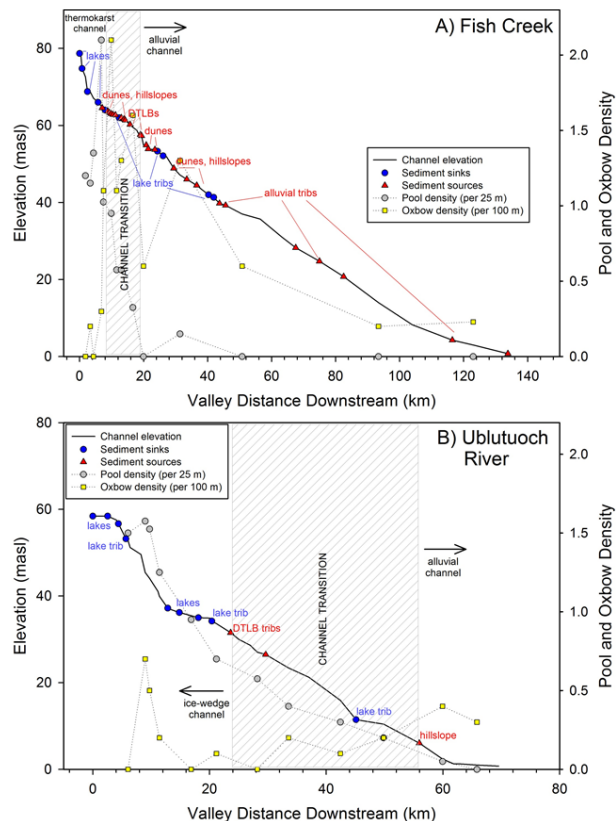 A) Fish Creek
thermokarst
channel
alluvial
channel
lakes
dunes, hillslopes
DTLBs
dunes
dunes, hillslopes
lake tribs
alluvial tribs
CHANNEL TRANSITION
Channel elevation
Sediment sinks
Sediment sources
Pool density (per 25 m)
Oxbow density (per 100 m)
Elevation (masl)
80
60
40
20
0
Pool and Oxbow Density
2.0
1.5
1.0
0.5
0.0
0 20 40 60 80 100 120 140
Valley Distance Downstream (km)
B) Ublutuoch
River
Channel elevation
Sediment sinks
Sediment sources
Pool density (per 25 m)
Oxbow density (per 100 m)
lakes
lake trib
lakes
lake trib
DTLB tribs
lake trib
hillslope
ice-wedge
channel
alluvial
channel
CHANNEL TRANSITION
Elevation (masl)
80
60
40
20
0
Pool and Oxbow Density
2.0
1.5
1.0
0.5
0.0
0 10 20 30 40 50 60 70 80
Valley Distance Downstream (km)